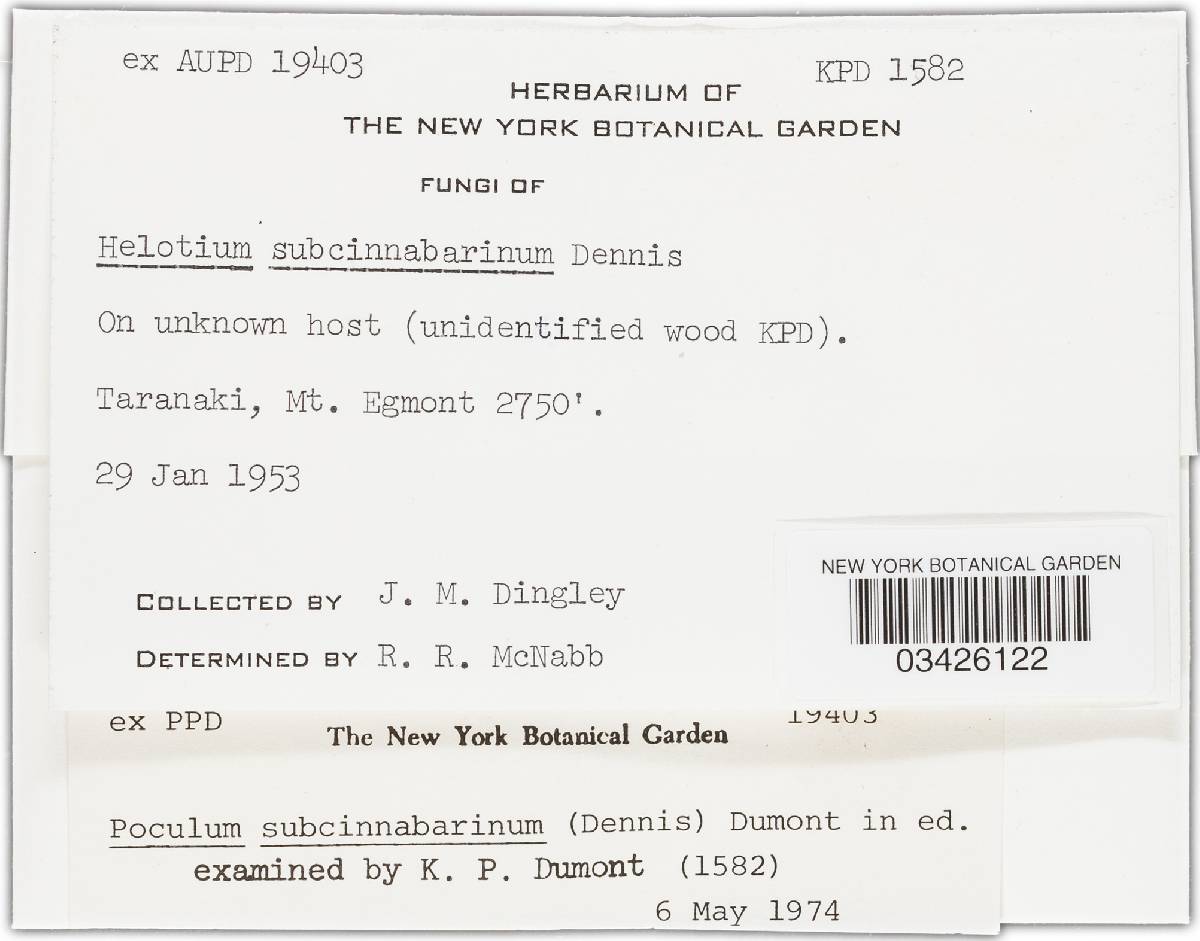 ex AUPD 19403
KPD 1582
HERBARIUM OF
THE NEW YORK BOTANICAL GARDEN
FUNGI OF
Helotium subcinnabarinum Dennis
On unknown host (unidentified wood KPD).
Taranaki, Mt. Egmont 2750'.
29 Jan 1953
COLLECTED BY J. M. Dingley
DETERMINED BY R. R. McNabb
NEW YORK BOTANICAL GARDEN
03426122
ex PPD
19403
The New York Botanical Garden
Poculum subcinnabarinum (Dennis) Dumont in ed.
examined by K. P. Dumont (1582)
6 May 1974